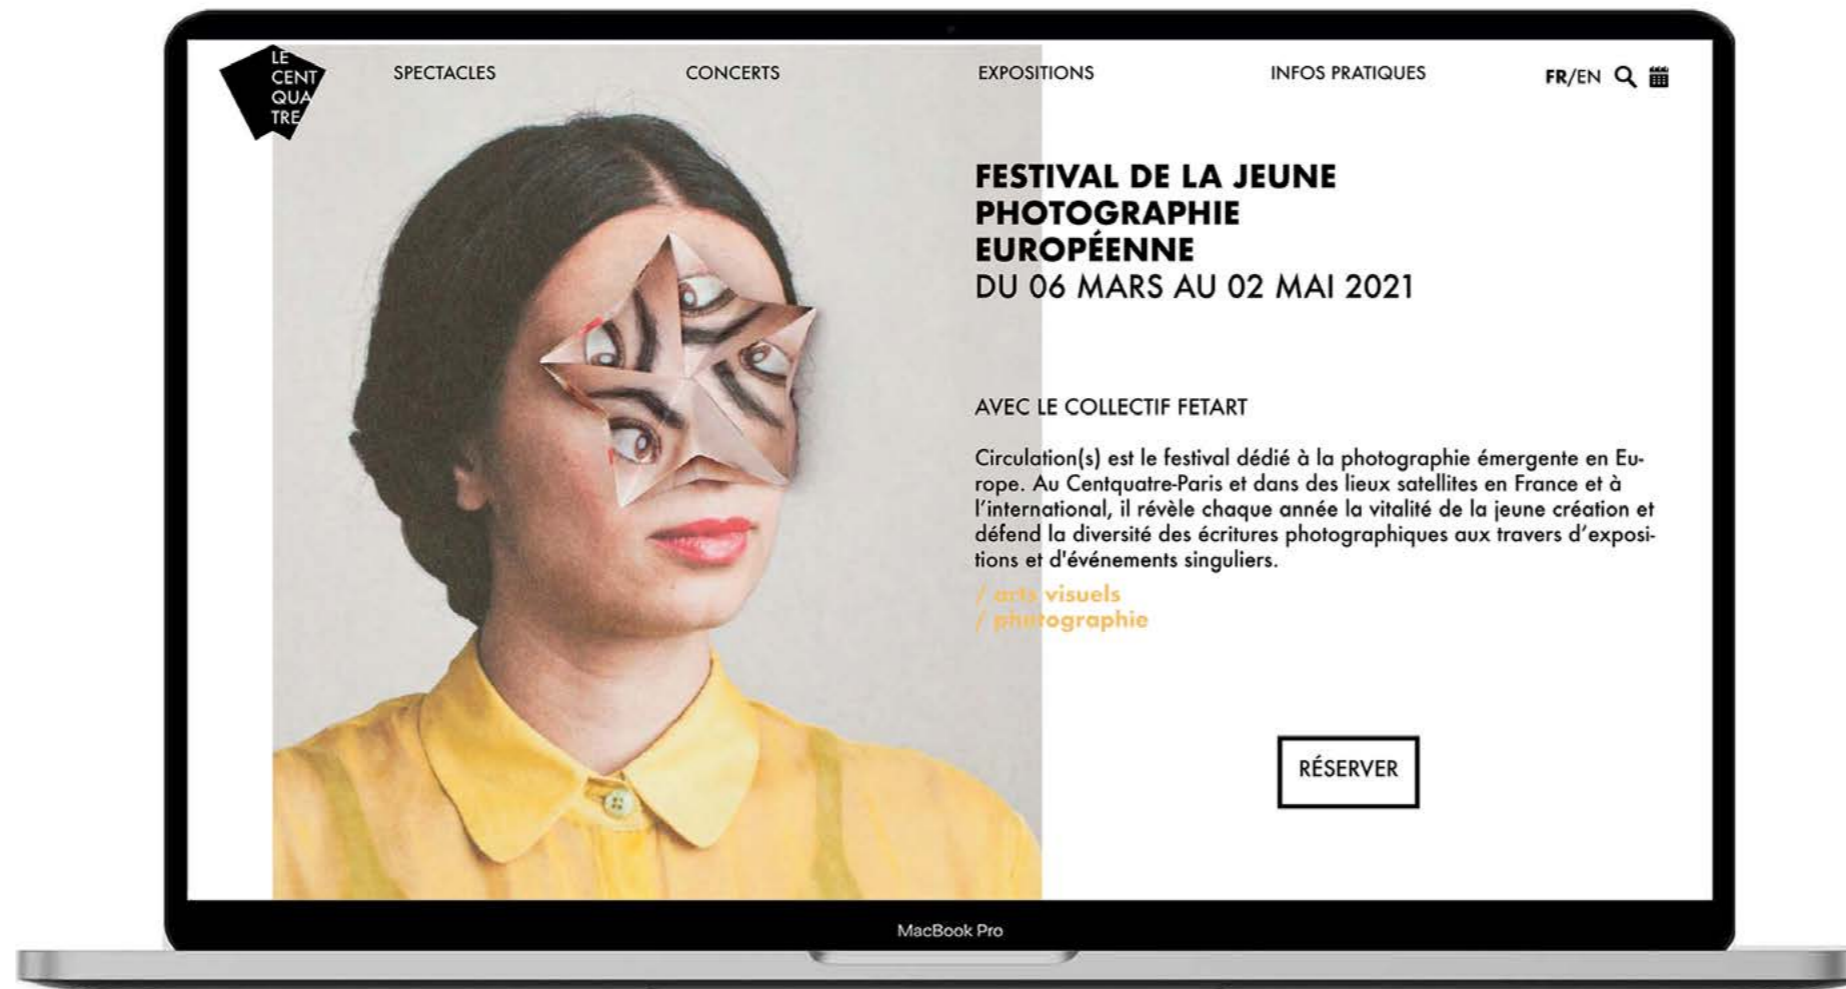 LE
CENT
QUA
TRE
SPECTACLES
CONCERTS
EXPOSITIONS
INFOS PRATIQUES
FR/EN
FESTIVAL DE LA JEUNE
PHOTOGRAPHIE
EUROPÉENNE
DU 06 MARS AU 02 MAI 2021
AVEC LE COLLECTIF FETART
Circulation(s) est le festival dédié à la photographie émergente en Eu-
rope. Au Centquatre-Paris et dans des lieux satellites en France et à
l'international, il révèle chaque année la vitalité de la jeune création et
défend la diversité des écritures photographiques aux travers d'exposi-
tions et d'événements singuliers.
/ arts visuels
/ photographie
RÉSERVER
MacBook Pro